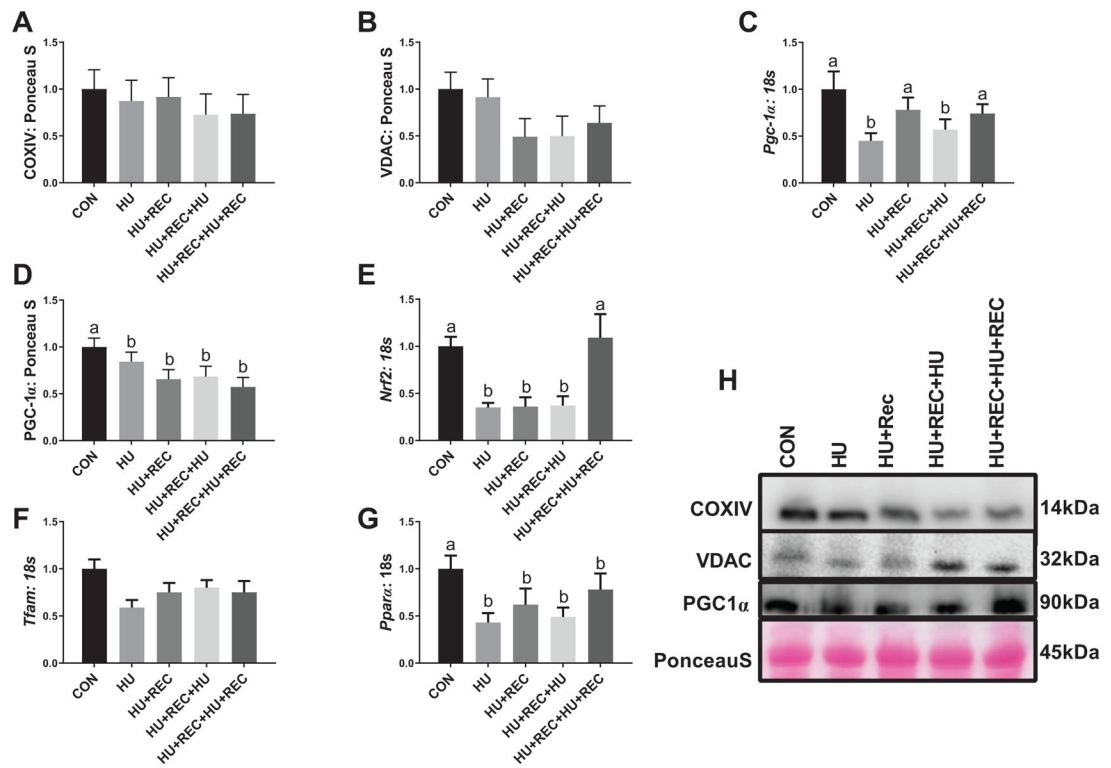 A
COXIV: Ponceau S
1.5
1.0
0.5
0.0
CON
HU
HU+REC
HU+REC+HU
HU+REC+HU+REC
B
VDAC: Ponceau S
1.5
1.0
0.5
0.0
CON
HU
HU+REC
HU+REC+HU
HU+REC+HU+REC
C
Pgc-1α: 18s
1.5
1.0
0.5
0.0
a
b
a
b
a
CON
HU
HU+REC
HU+REC+HU
HU+REC+HU+REC
D
PGC-1α: Ponceau S
1.5
1.0
0.5
0.0
a
b
b
b
b
CON
HU
HU+REC
HU+REC+HU
HU+REC+HU+REC
E
Nrf2: 18s
1.5
1.0
0.5
0.0
a
b
b
b
a
CON
HU
HU+REC
HU+REC+HU
HU+REC+HU+REC
F
Tfam: 18s
1.5
1.0
0.5
0.0
CON
HU
HU+REC
HU+REC+HU
HU+REC+HU+REC
G
Pparα: 18s
1.5
1.0
0.5
0.0
a
b
b
b
b
CON
HU
HU+REC
HU+REC+HU
HU+REC+HU+REC
H
CON
HU
HU+Rec
HU+REC+HU
HU+REC+HU+REC
COXIV 14kDa
VDAC 32kDa
PGC1α 90kDa
PonceauS 45kDa